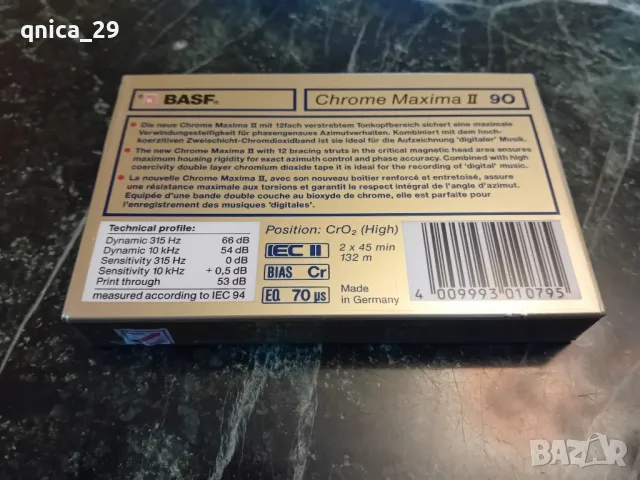 qnica_29
BASF® Chrome Maxima II 90
Die neue Chrome Maxima II mit 12fach verstrebtem Tonkopfbereich sichert eine maximale
Verwindungssteifigkeit für phasengenaues Azimutverhalten. Kombiniert mit dem hoch-
koerzitiven Zweischicht-Chromdioxidband ist sie ideal für die Aufzeichnung 'digitaler' Musik.
The new Chrome Maxima II with 12 bracing struts in the critical magnetic head area ensures
maximum housing rigidity for exact azimuth control and phase accuracy. Combined with high
coercivity double layer chromium dioxide tape it is ideal for the recording of 'digital' music.
La nouvelle Chrome Maxima II, avec son nouveau boîtier renforcé et entretoisé, assure
une résistance maximale aux torsions et garantit le respect intégral de l'angle d'azimut.
Equipée d'une bande double couche au bioxyde de chrome, elle est parfaite pour
l'enregistrement des musiques 'digitales'.
Technical profile:
Dynamic 315 Hz 66 dB
Dynamic 10 kHz 54 dB
Sensitivity 315 Hz 0 dB
Sensitivity 10 kHz + 0,5 dB
Print through 53 dB
measured according to IEC 94
Position: CrO₂ (High)
IEC II 2 x 45 min
132 m
BIAS Cr
EQ 70 µs
Made
in Germany
4 009993 010795
BAZAR